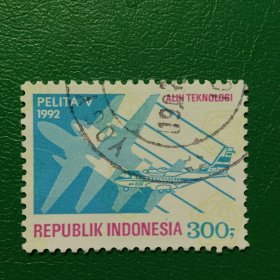 PELITA V
ALIH TEKNOLOGI
1992
REPUBLIK INDONESIA 300;